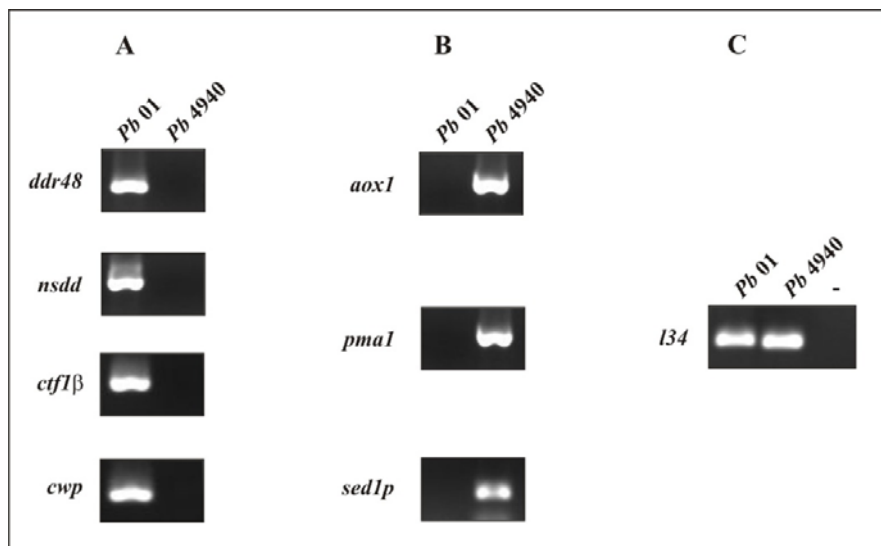 A
B
C
Pb 01
Pb 4940
ddr48
nsdd
ctf1β
cwp
Pb 01
Pb 4940
aox1
pma1
sed1p
Pb 01
Pb 4940
-
l34